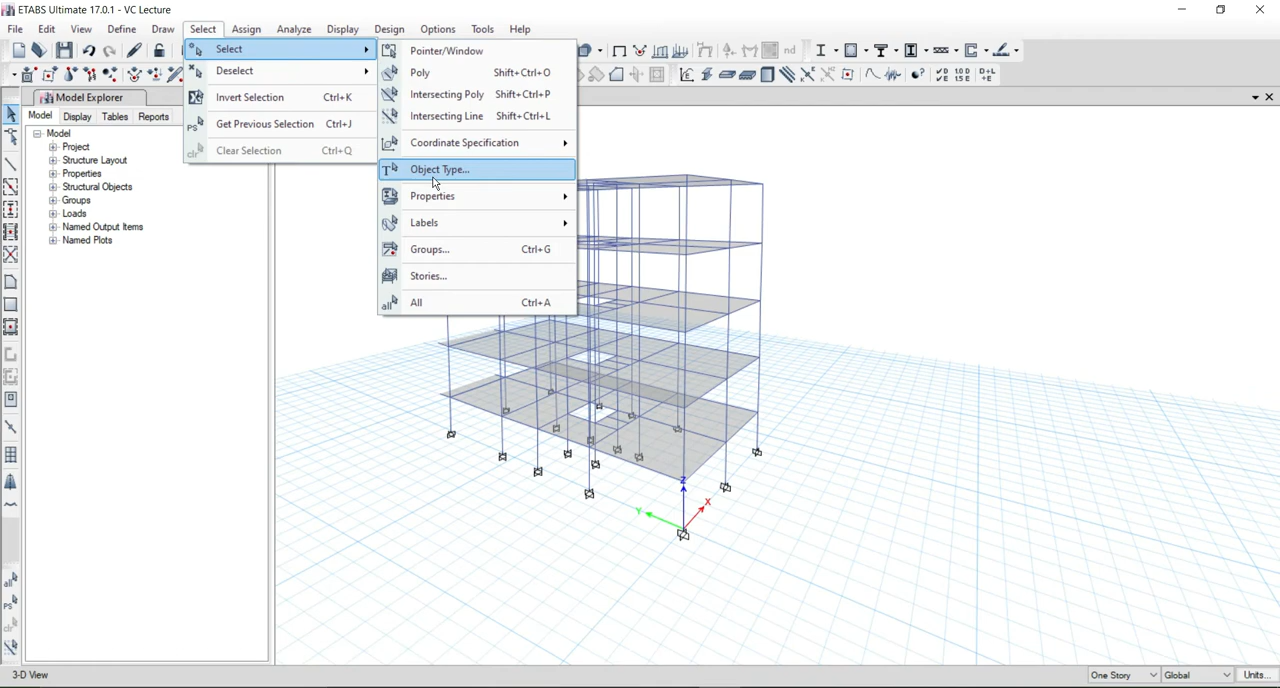 ETABS Ultimate 17.0.1 - VC Lecture
File Edit View Define Draw Select Assign Analyze Display Design Options Tools Help
nd
Model Explorer
Model Display Tables Reports
Model
Project
Structure Layout
Properties
Structural Objects
Groups
Loads
Named Output Items
Named Plots
Select
Deselect
Invert Selection Ctrl+K
Get Previous Selection Ctrl+J
Clear Selection Ctrl+Q
Pointer/Window
Poly Shift+Ctrl+O
Intersecting Poly Shift+Ctrl+P
Intersecting Line Shift+Ctrl+L
Coordinate Specification
Object Type...
Properties
Labels
Groups... Ctrl+G
Stories...
All Ctrl+A
Z
X
Y
all
PS
clr
3-D View
One Story Global Units...